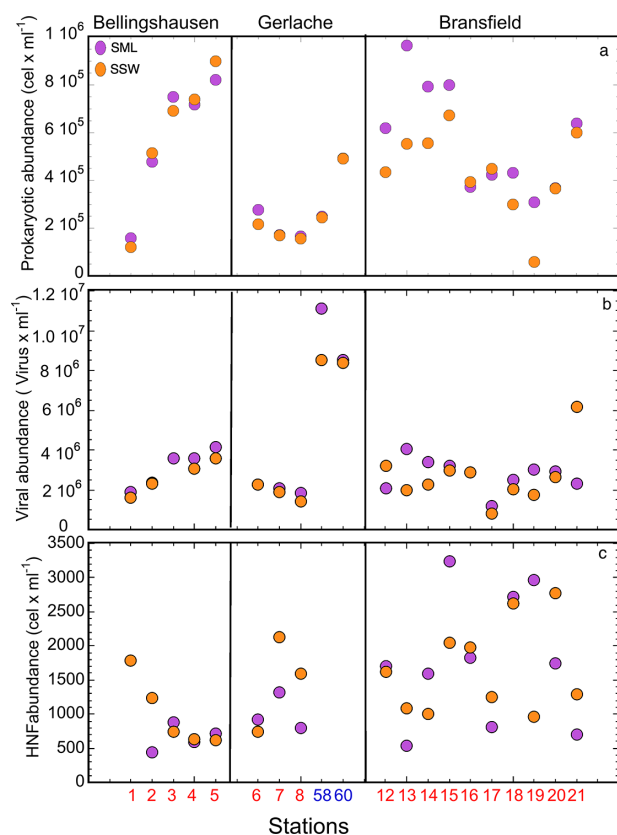 Bellingshausen Gerlache Bransfield
Prokaryotic abundance (cel x ml⁻¹)
1 10⁶
8 10⁵
6 10⁵
4 10⁵
2 10⁵
0
SML
SSW
a
Viral abundance ( Virus x ml⁻¹)
1.2 10⁷
1 10⁷
8 10⁶
6 10⁶
4 10⁶
2 10⁶
0
b
HNFabundance (cel x ml⁻¹)
3500
3000
2500
2000
1500
1000
500
0
c
1 2 3 4 5 6 7 8 58 60 12 13 14 15 16 17 18 19 20 21
Stations